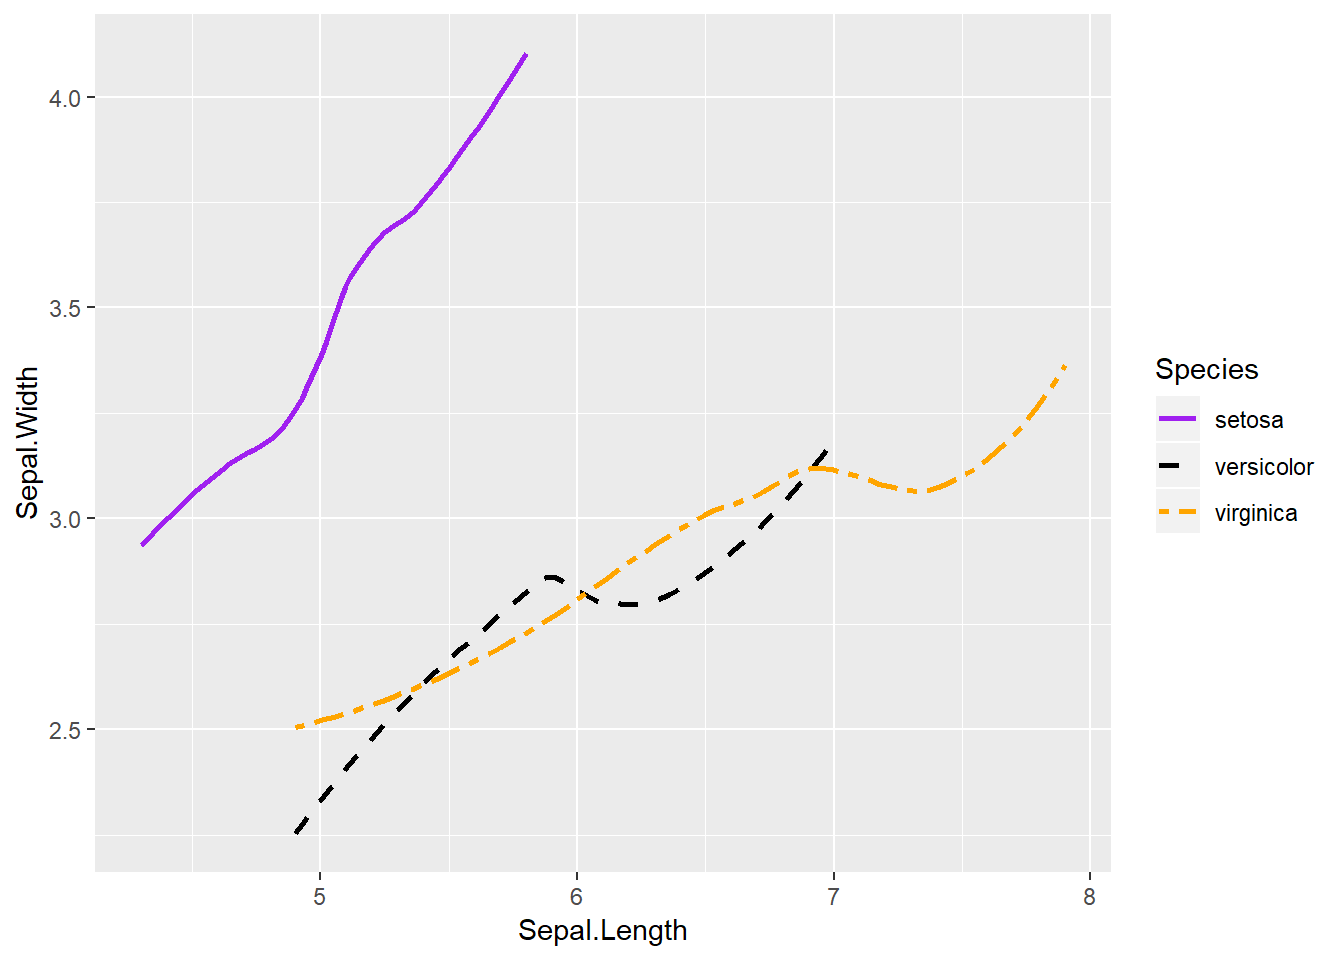 4.0
3.5
3.0
2.5
Sepal.Width
5 6 7 8
Sepal.Length
Species
setosa
versicolor
virginica